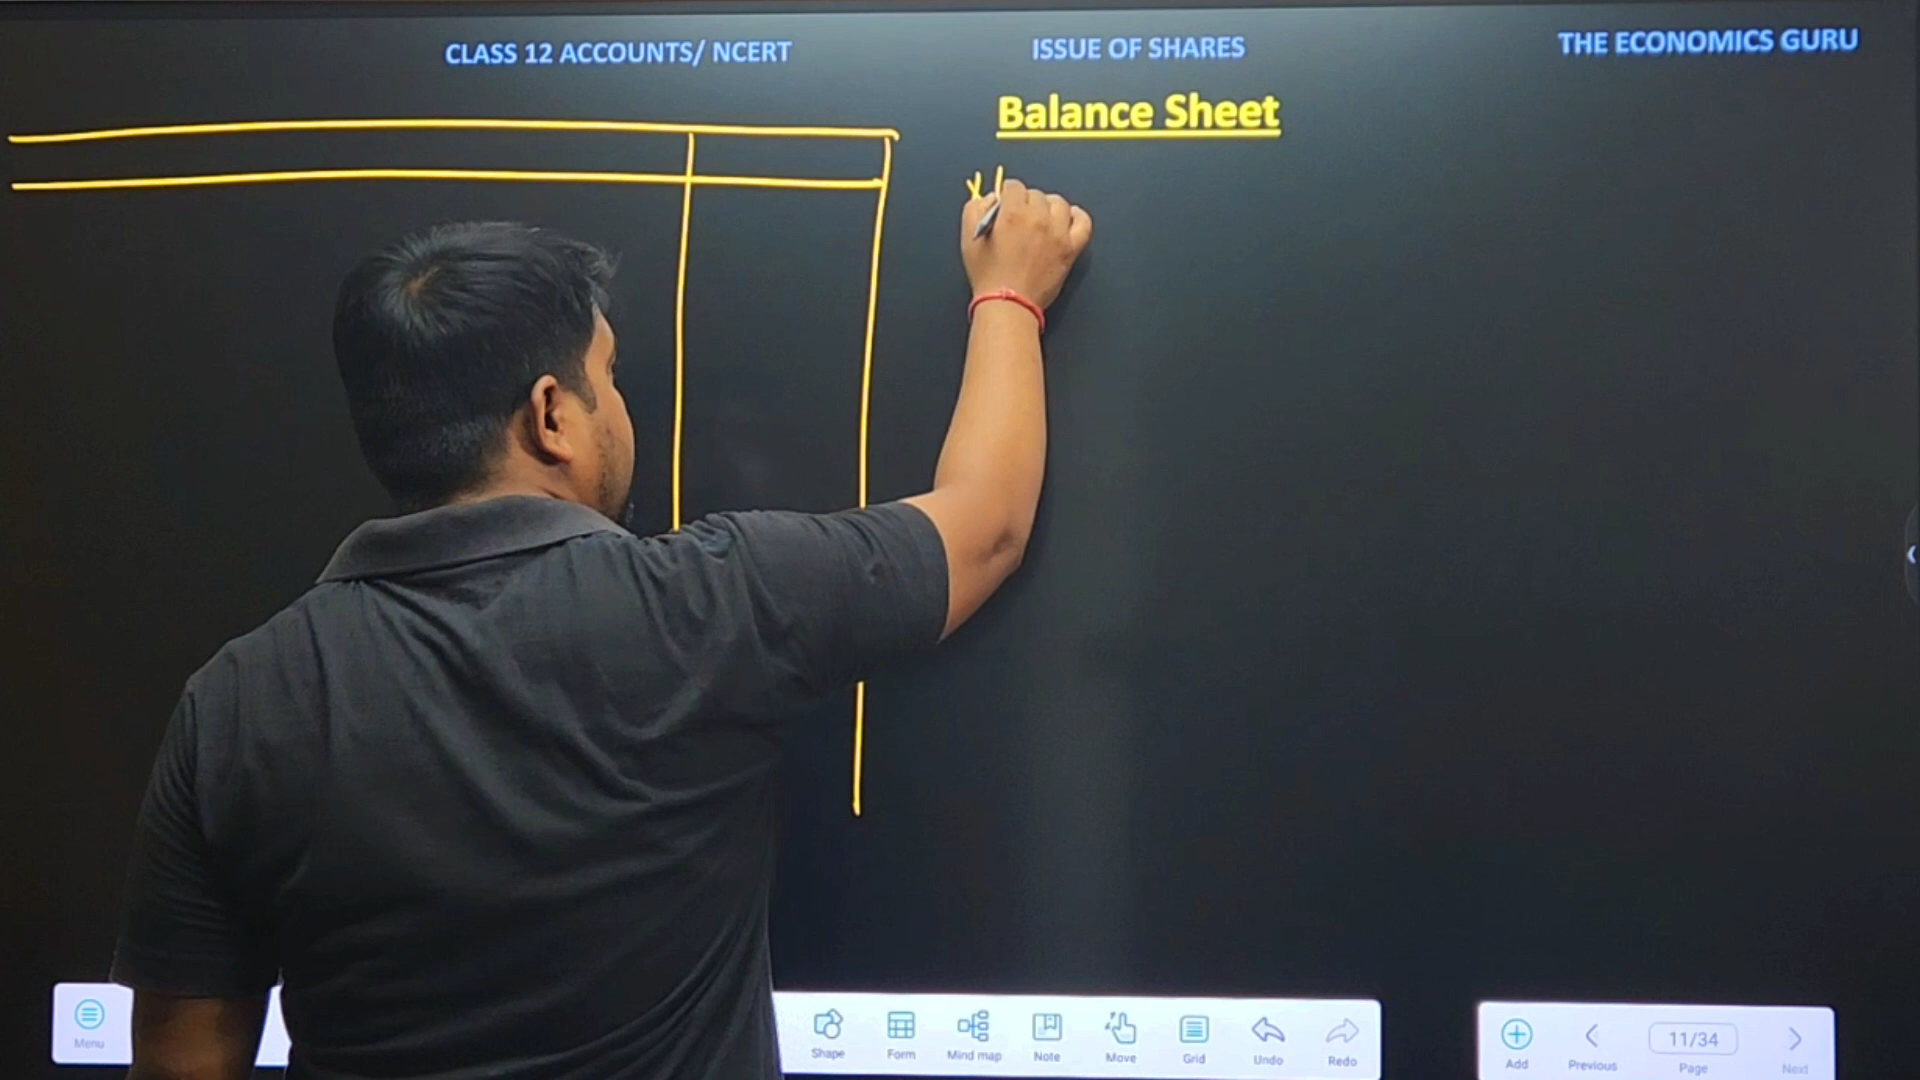 CLASS 12 ACCOUNTS/ NCERT
ISSUE OF SHARES
THE ECONOMICS GURU
Balance Sheet
Menu
Shape
Form
Mind map
Note
Move
Grid
Undo
Redo
Add
Previous
11/34
Page
Next